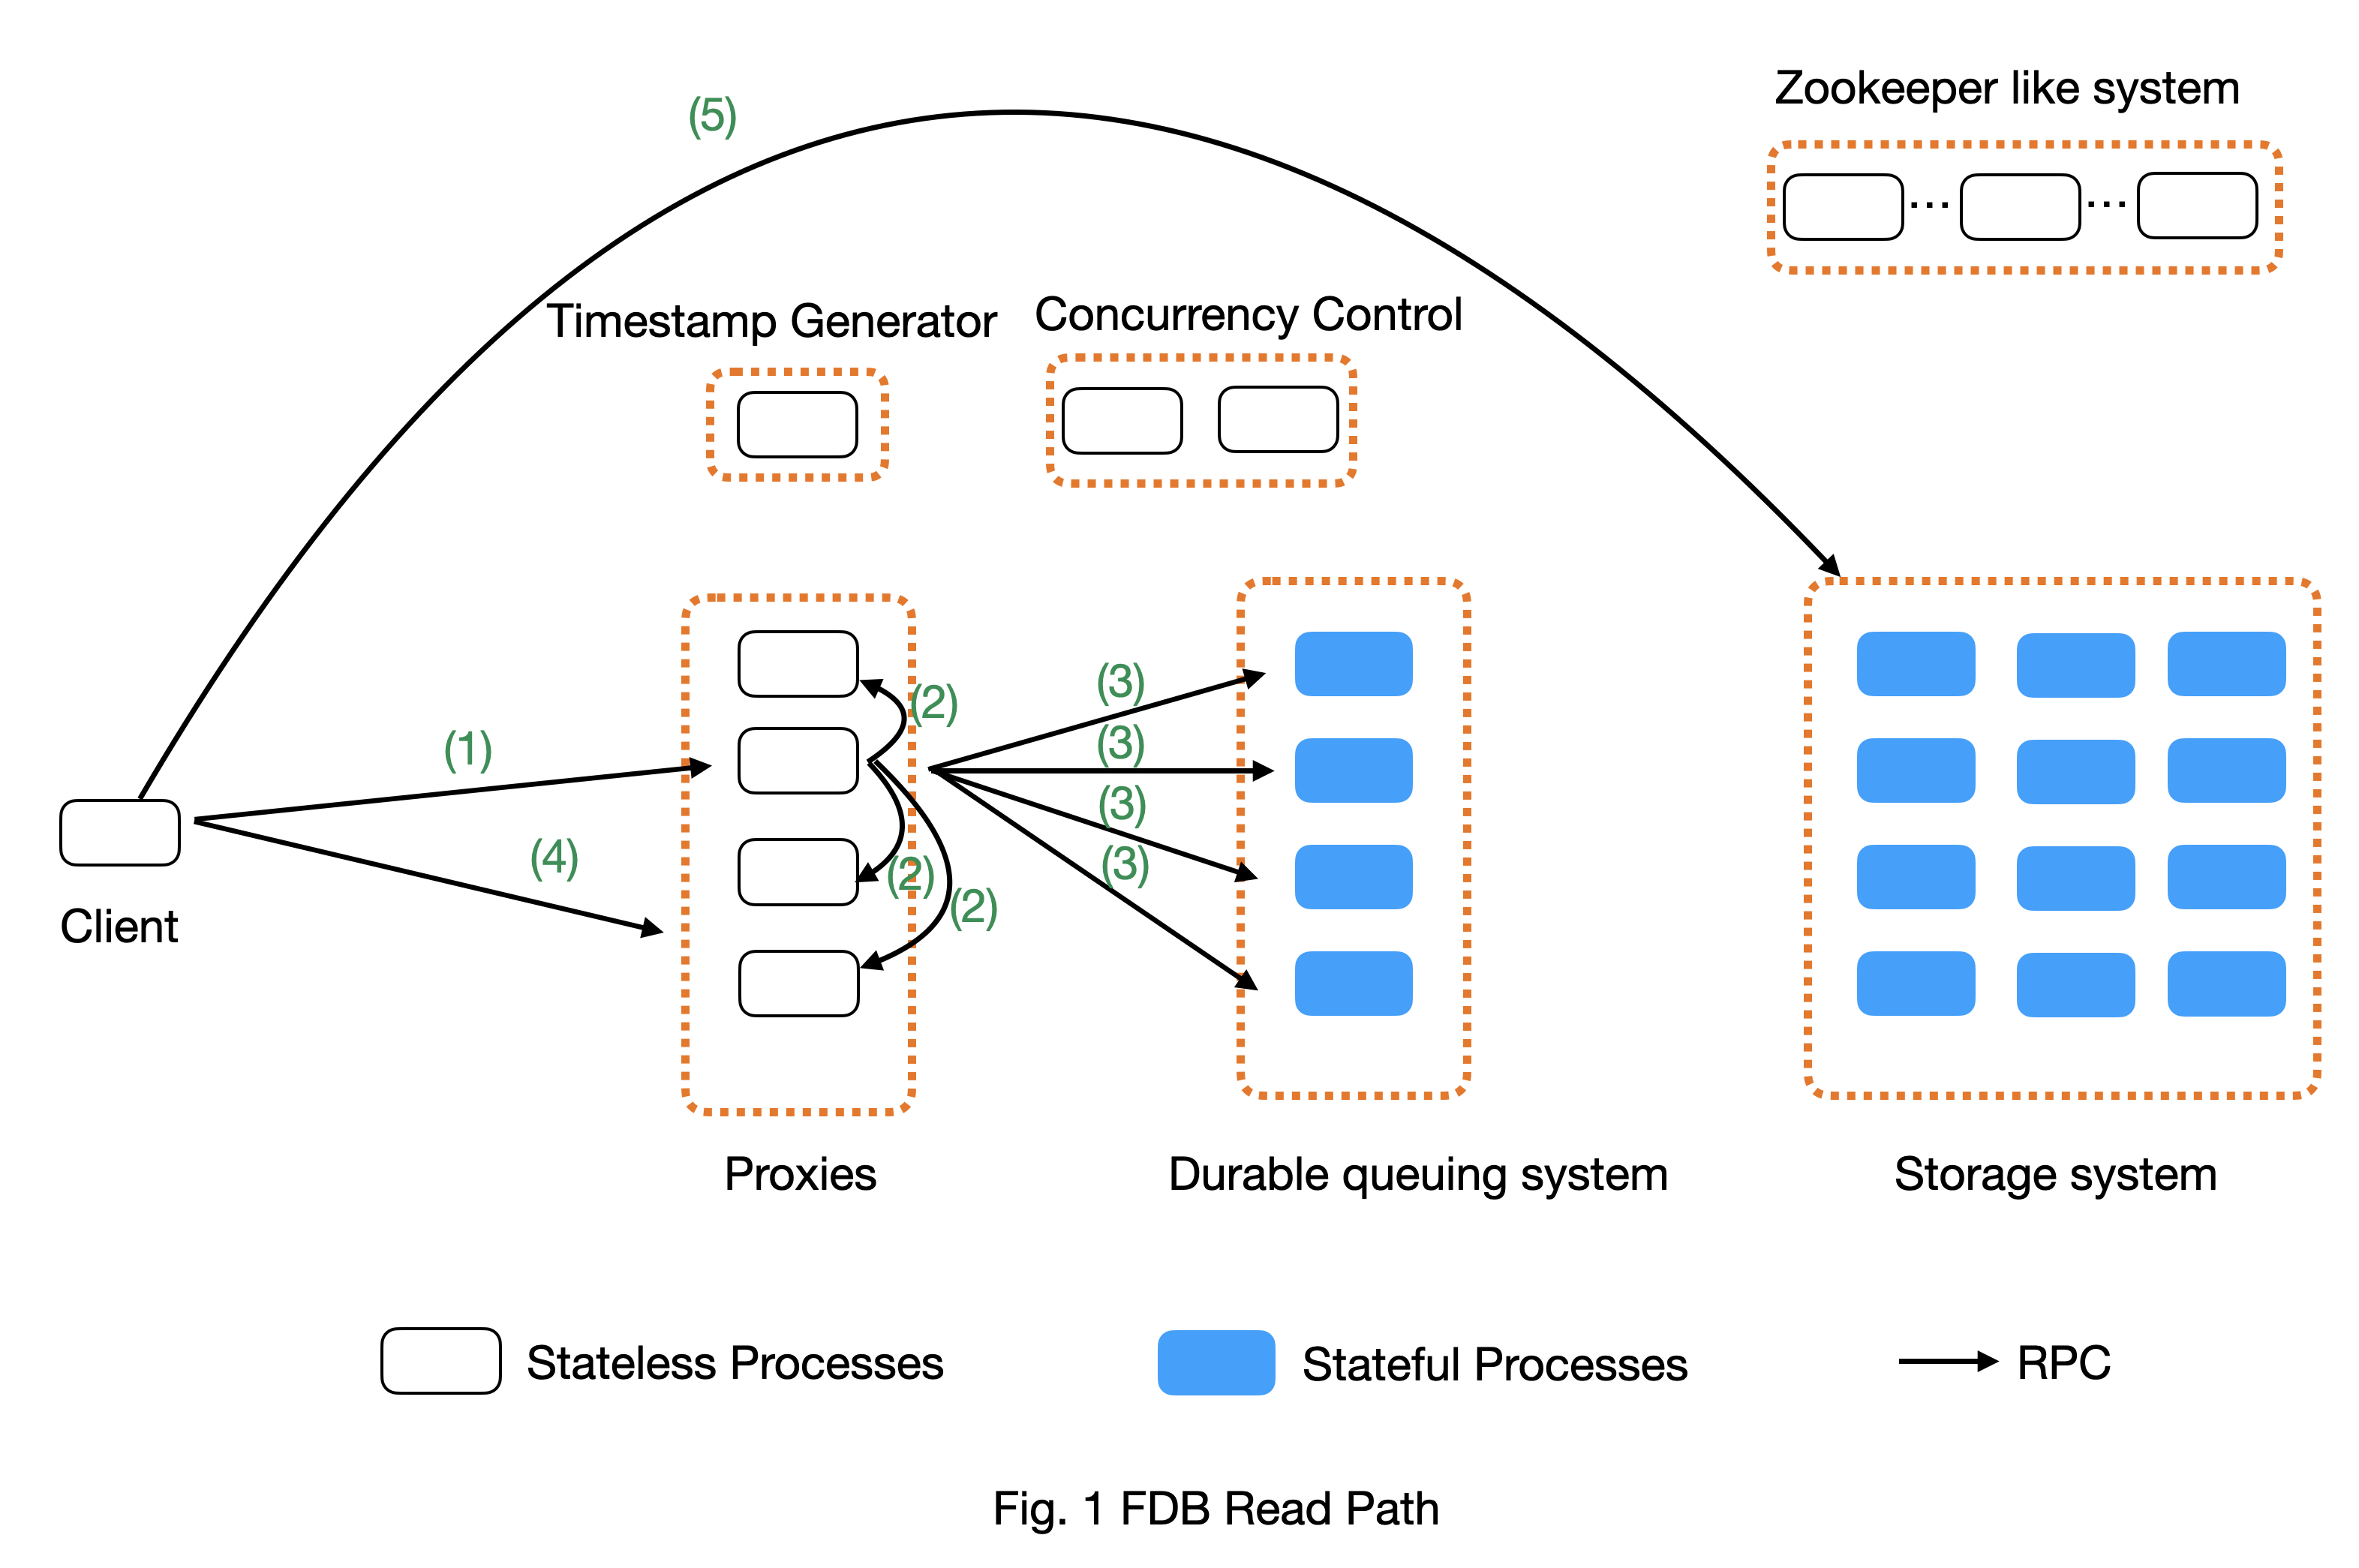 (5)
Zookeeper like system
... ...
Timestamp Generator
Concurrency Control
(1)
(4)
Client
(2)
(2)
(2)
(3)
(3)
(3)
(3)
Proxies
Durable queuing system
Storage system
Stateless Processes
Stateful Processes
RPC
Fig. 1 FDB Read Path